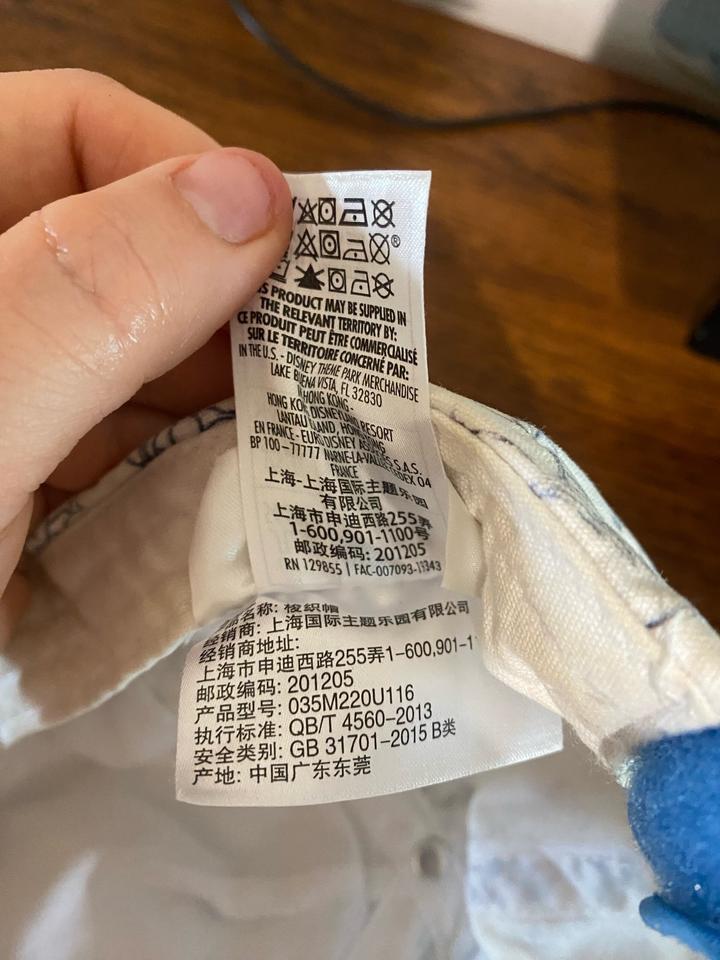 ®
PRODUCT MAY BE SUPPLIED IN
THE RELEVANT TERRITORY BY:
CE PRODUIT PEUT ÊTRE COMMERCIALISÉ
SUR LE TERRITOIRE CONCERNÉ PAR:
IN THE U.S. - DISNEY THEME PARK MERCHANDISE
LAKE BUENA VISTA, FL 32830
HONG KONG -
HONG KONG DISNEYLAND RESORT
LANTAU ISLAND, HONG
EN FRANCE - EURO DISNEY S.A.S.
BP 100-77777 MARNE-LA-VALLÉE CEDEX 04
FRANCE
上海-上海国际主题乐园
有限公司
上海市申迪西路255弄
1-600,901-1100号
邮政编码: 201205
RN 129855 | FAC-007093-19343
名称: 梭织帽
经销商: 上海国际主题乐园有限公司
经销商地址:
上海市申迪西路255弄1-600,901-1
邮政编码: 201205
产品型号: 035M220U116
执行标准: QB/T 4560-2013
安全类别: GB 31701-2015 B类
产地: 中国广东东莞